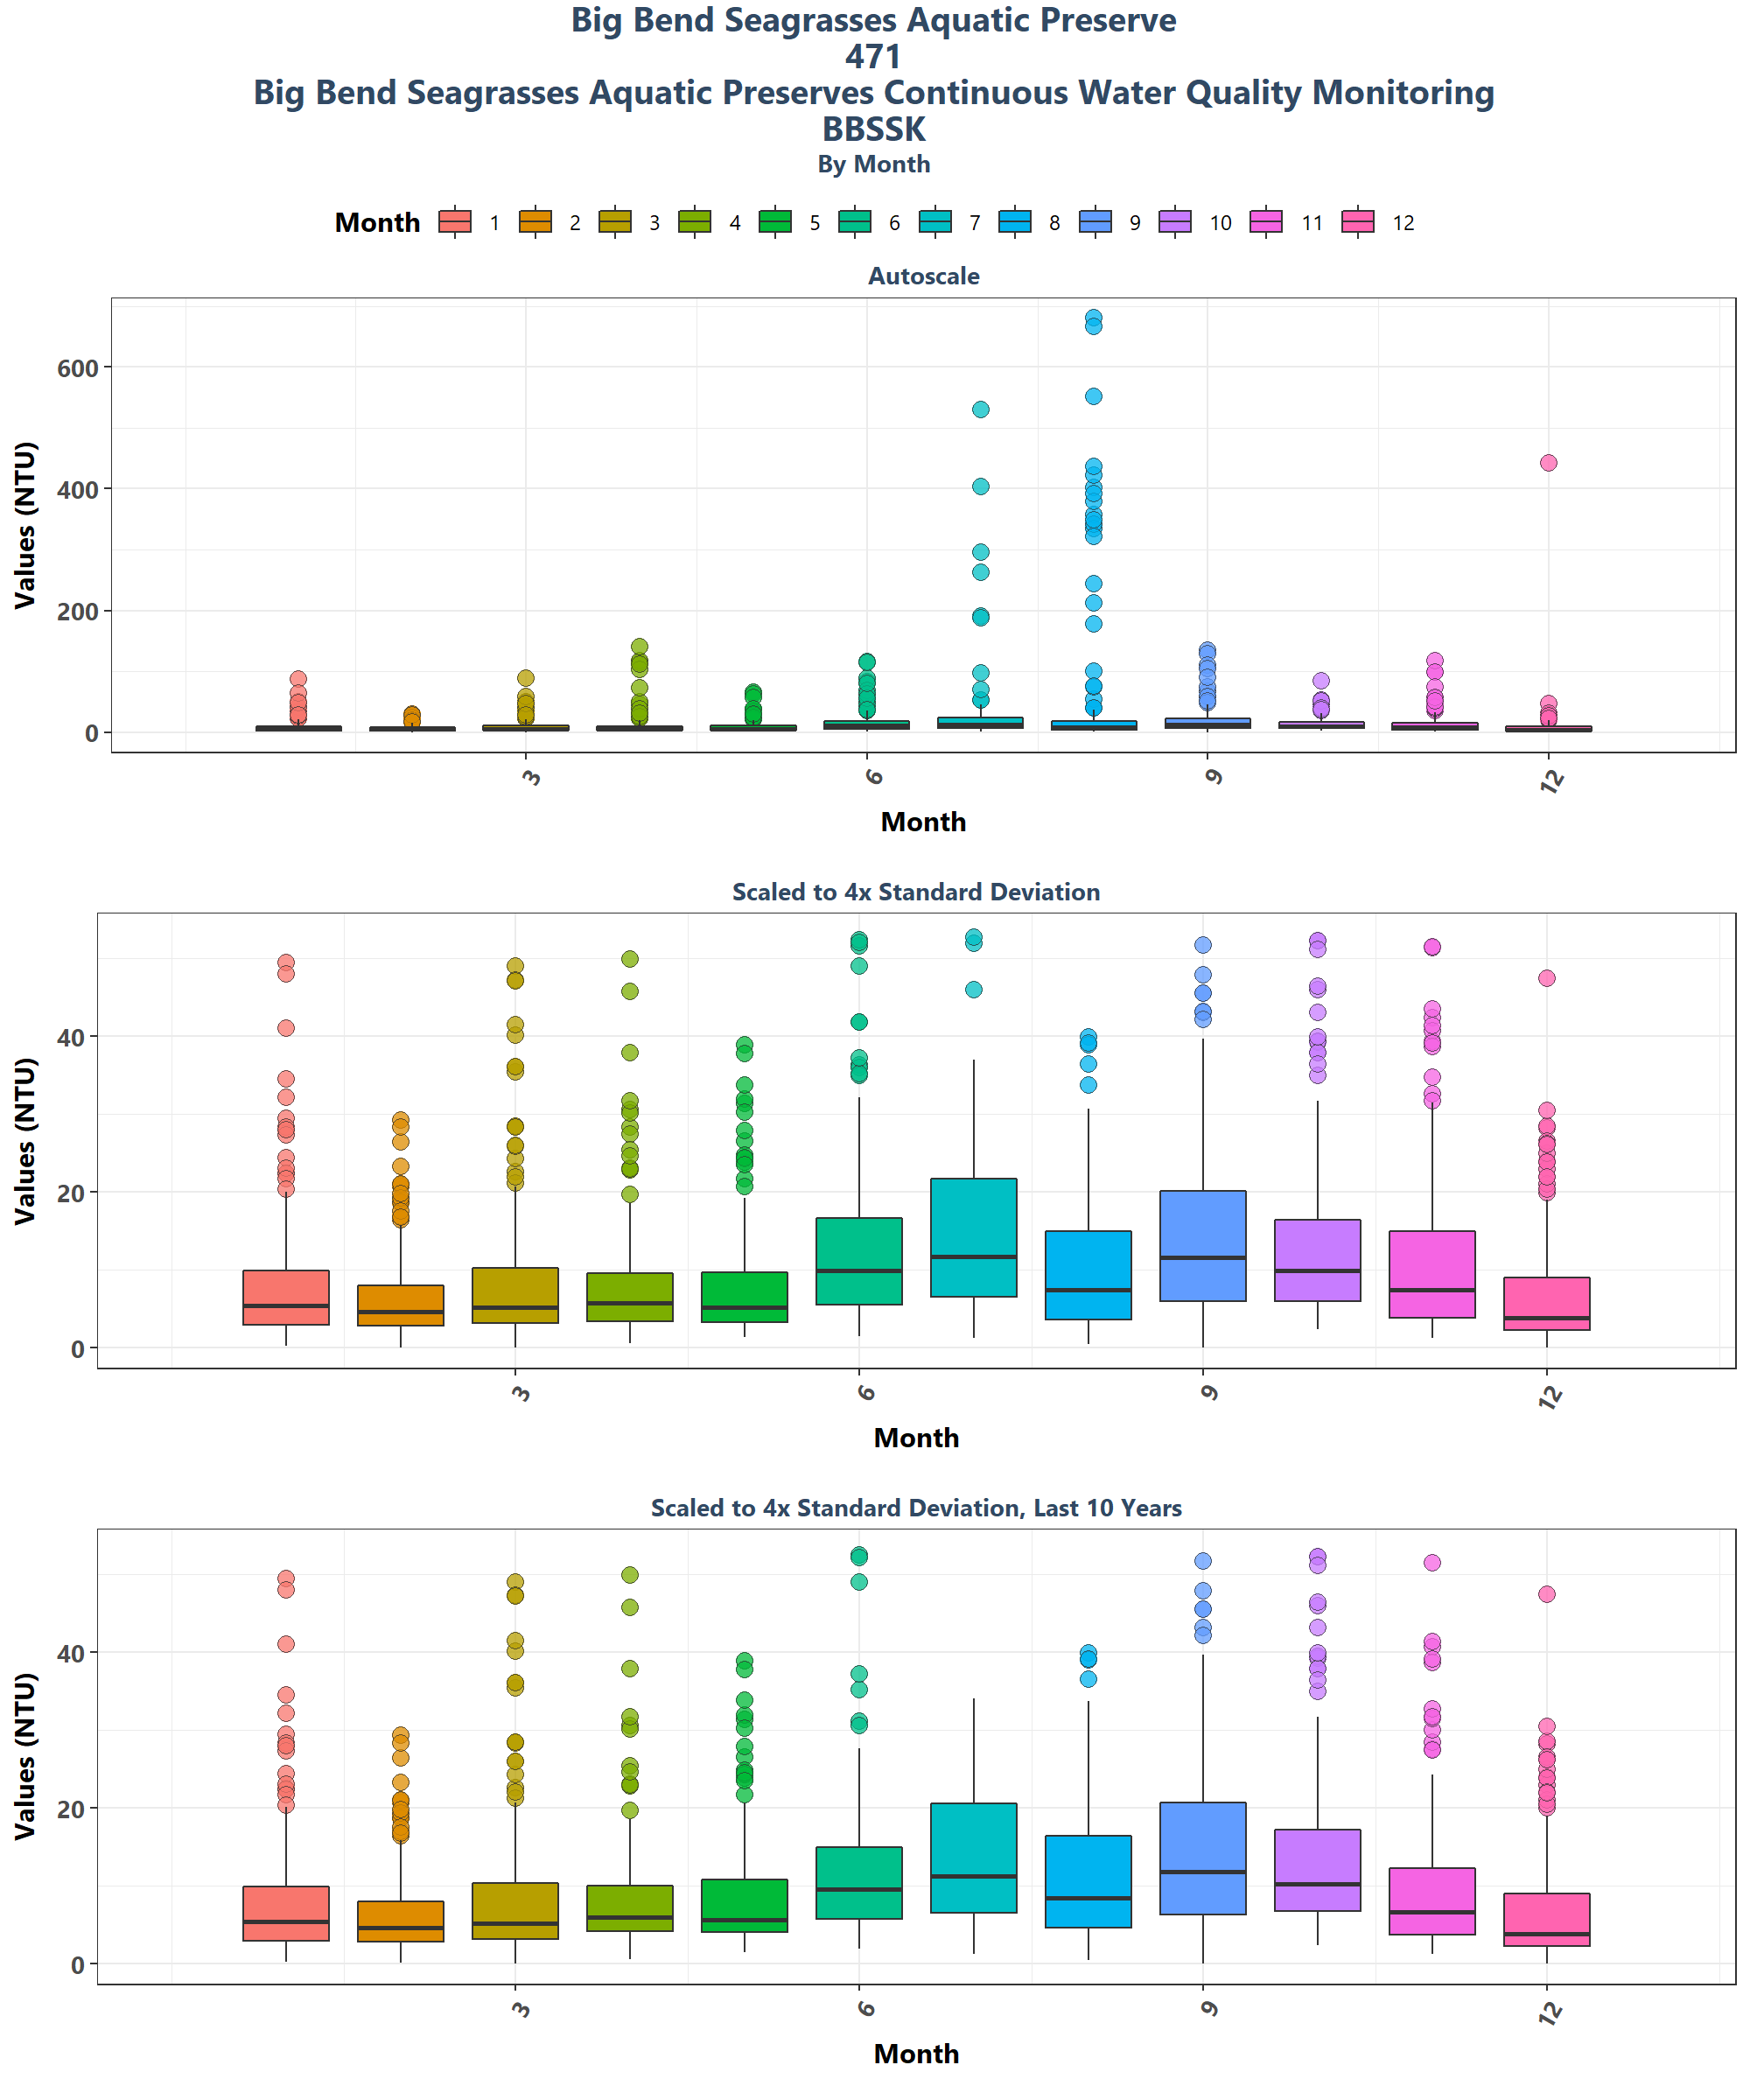 Big Bend Seagrasses Aquatic Preserve
471
Big Bend Seagrasses Aquatic Preserves Continuous Water Quality Monitoring
BBSSK
By Month
Month 1 2 3 4 5 6 7 8 9 10 11 12
Autoscale
Values (NTU)
600
400
200
0
3 6 9 12
Month
Scaled to 4x Standard Deviation
Values (NTU)
40
20
0
3 6 9 12
Month
Scaled to 4x Standard Deviation, Last 10 Years
Values (NTU)
40
20
0
3 6 9 12
Month